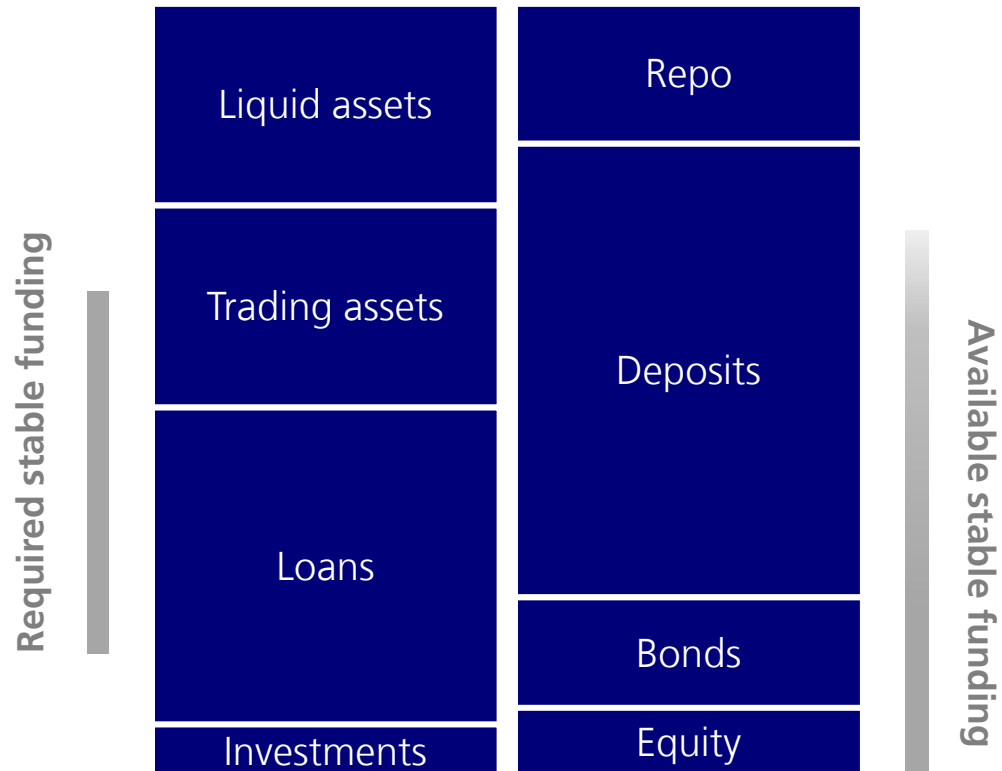 Required stable funding
Liquid assets
Trading assets
Loans
Investments
Repo
Deposits
Bonds
Equity
Available stable funding